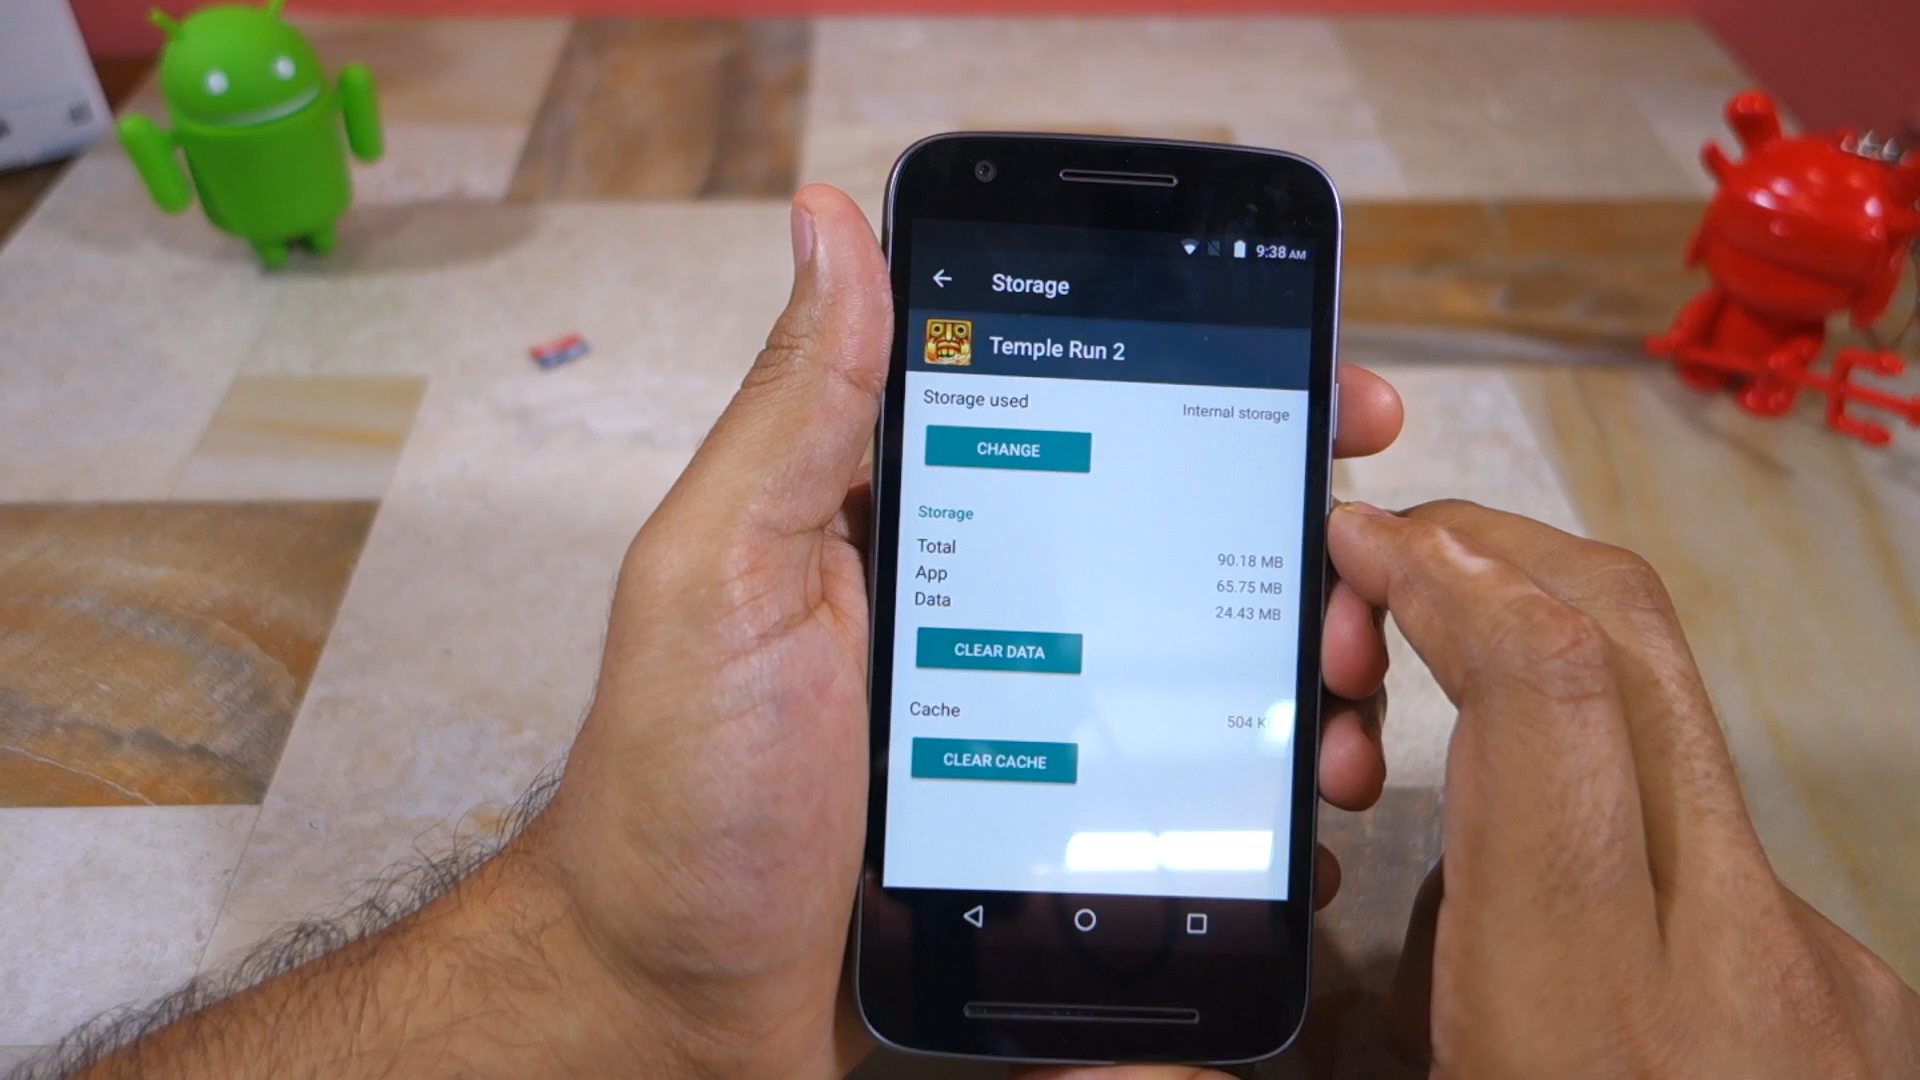 9:38 AM
Storage
Temple Run 2
Storage used
Internal storage
CHANGE
Storage
Total
90.18 MB
App
65.75 MB
Data
24.43 MB
CLEAR DATA
Cache
504
CLEAR CACHE